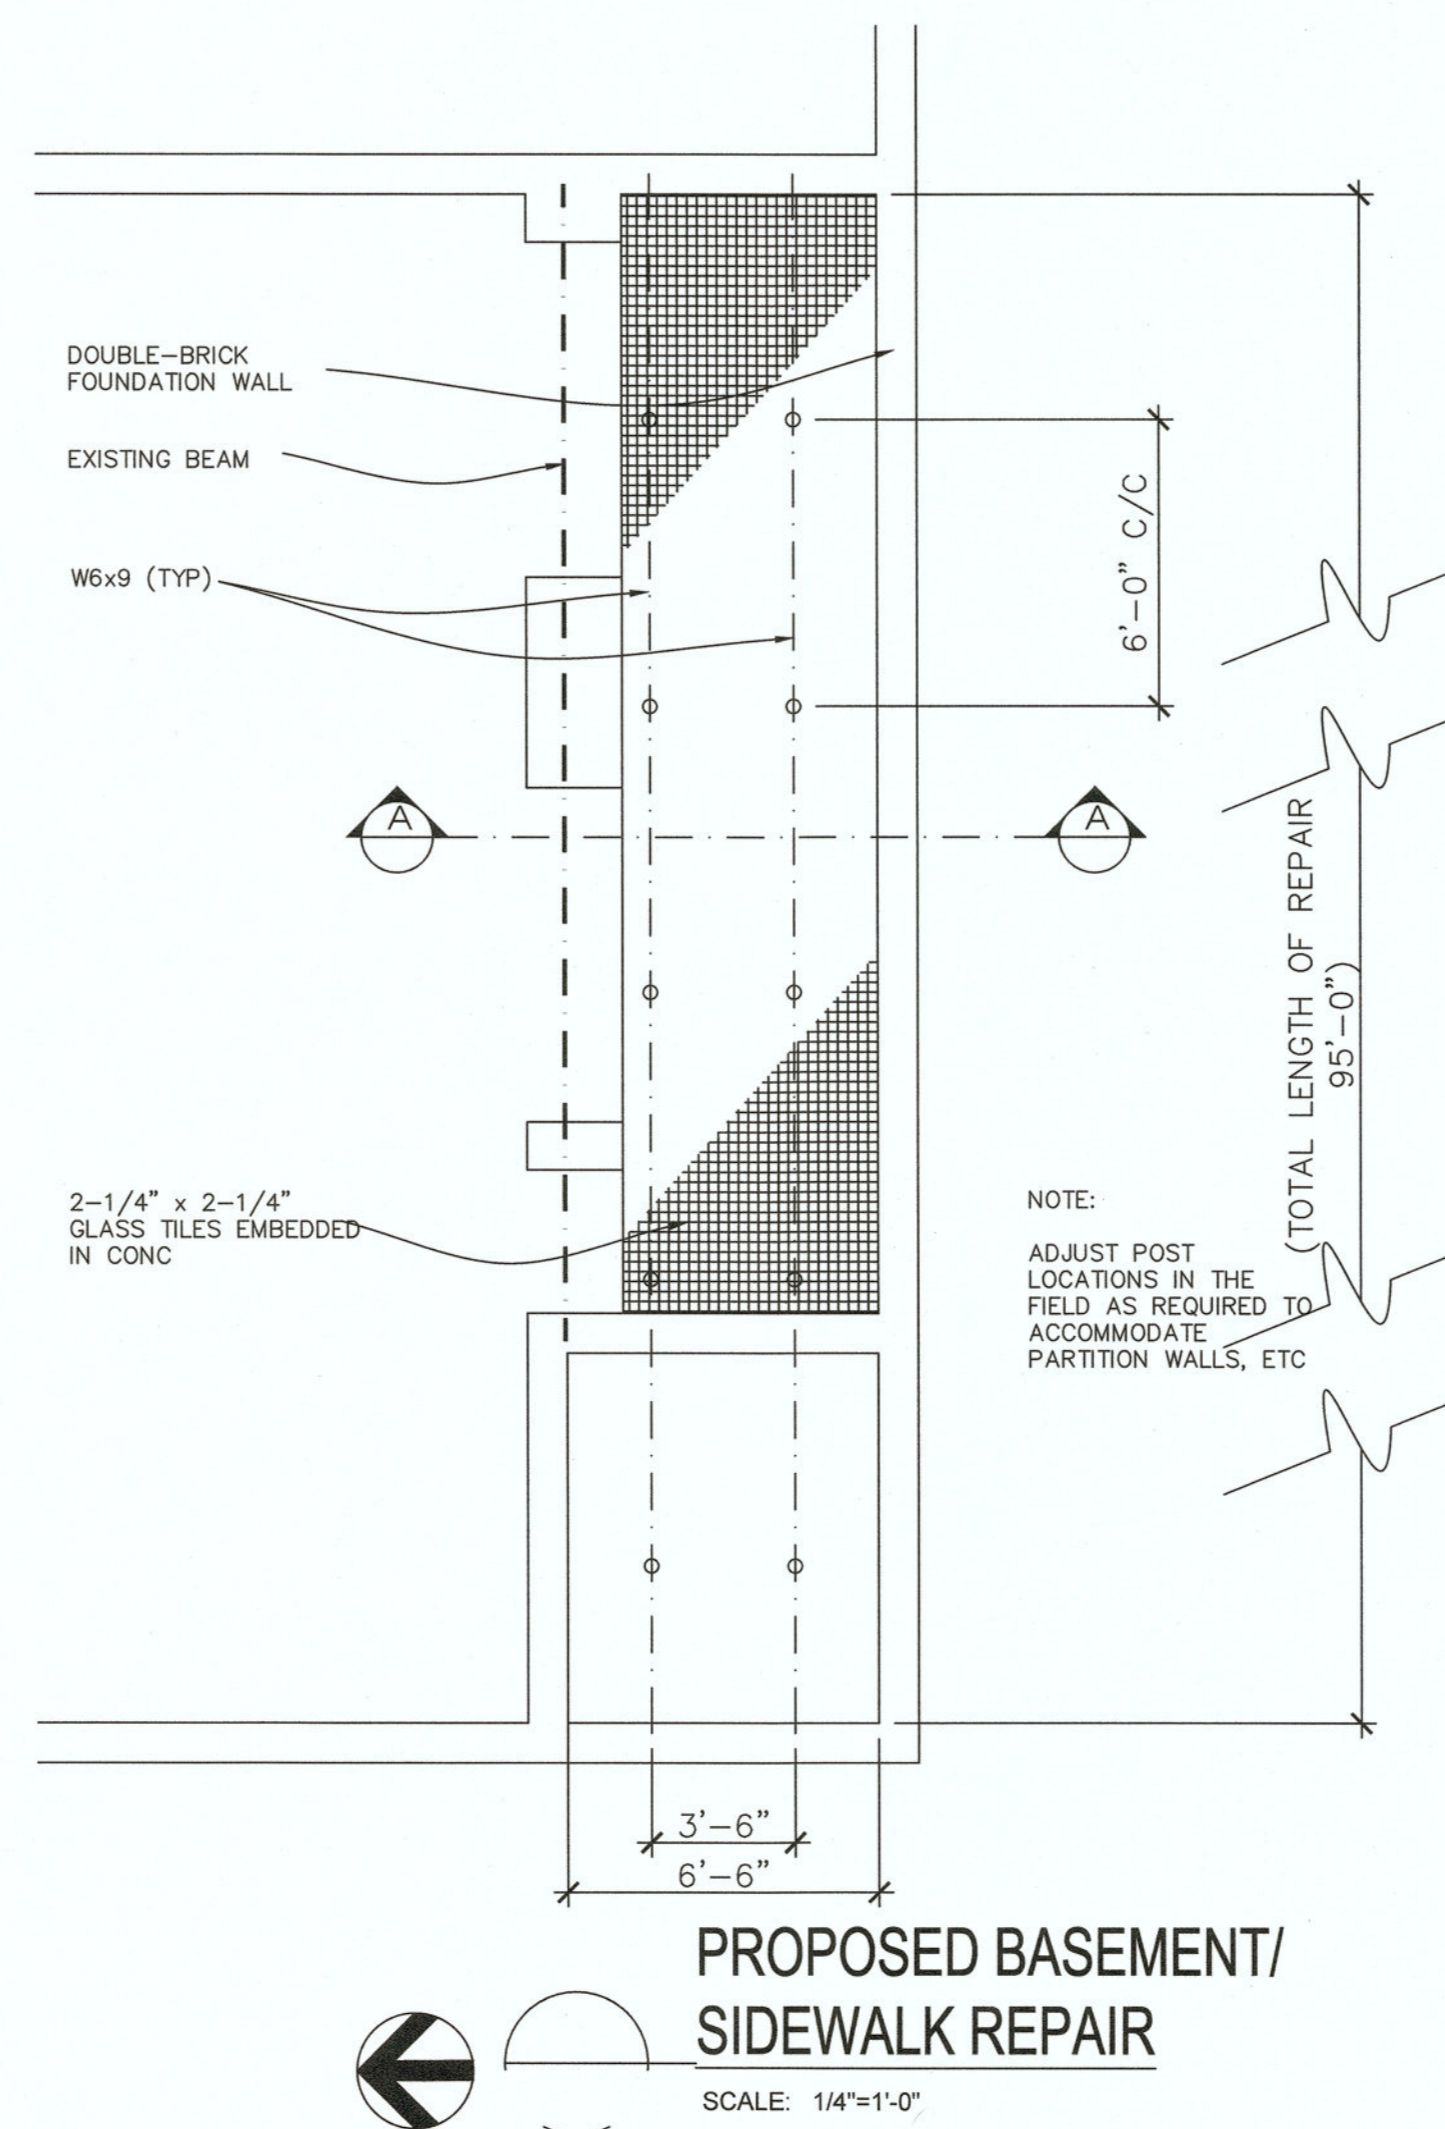 DOUBLE-BRICK
FOUNDATION WALL
EXISTING BEAM
W6x9 (TYP)
6'-0" C/C
A
A
(TOTAL LENGTH OF REPAIR
95'-0")
2-1/4" x 2-1/4"
GLASS TILES EMBEDDED
IN CONC
NOTE:
ADJUST POST
LOCATIONS IN THE
FIELD AS REQUIRED TO
ACCOMMODATE
PARTITION WALLS, ETC
3'-6"
6'-6"
PROPOSED BASEMENT/
SIDEWALK REPAIR
SCALE: 1/4"=1'-0"